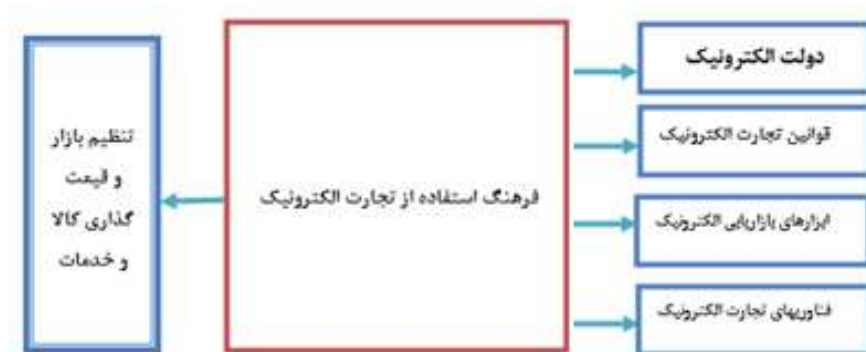 دولت الکترونیک
قوانین تجارت الکترونیک
ابزارهای بازاریابی الکترونیک
فناوریهای تجارت الکترونیک
فرهنگ استفاده از تجارت الکترونیک
تنظیم بازار
و قیمت
گذاری کالا
و خدمات